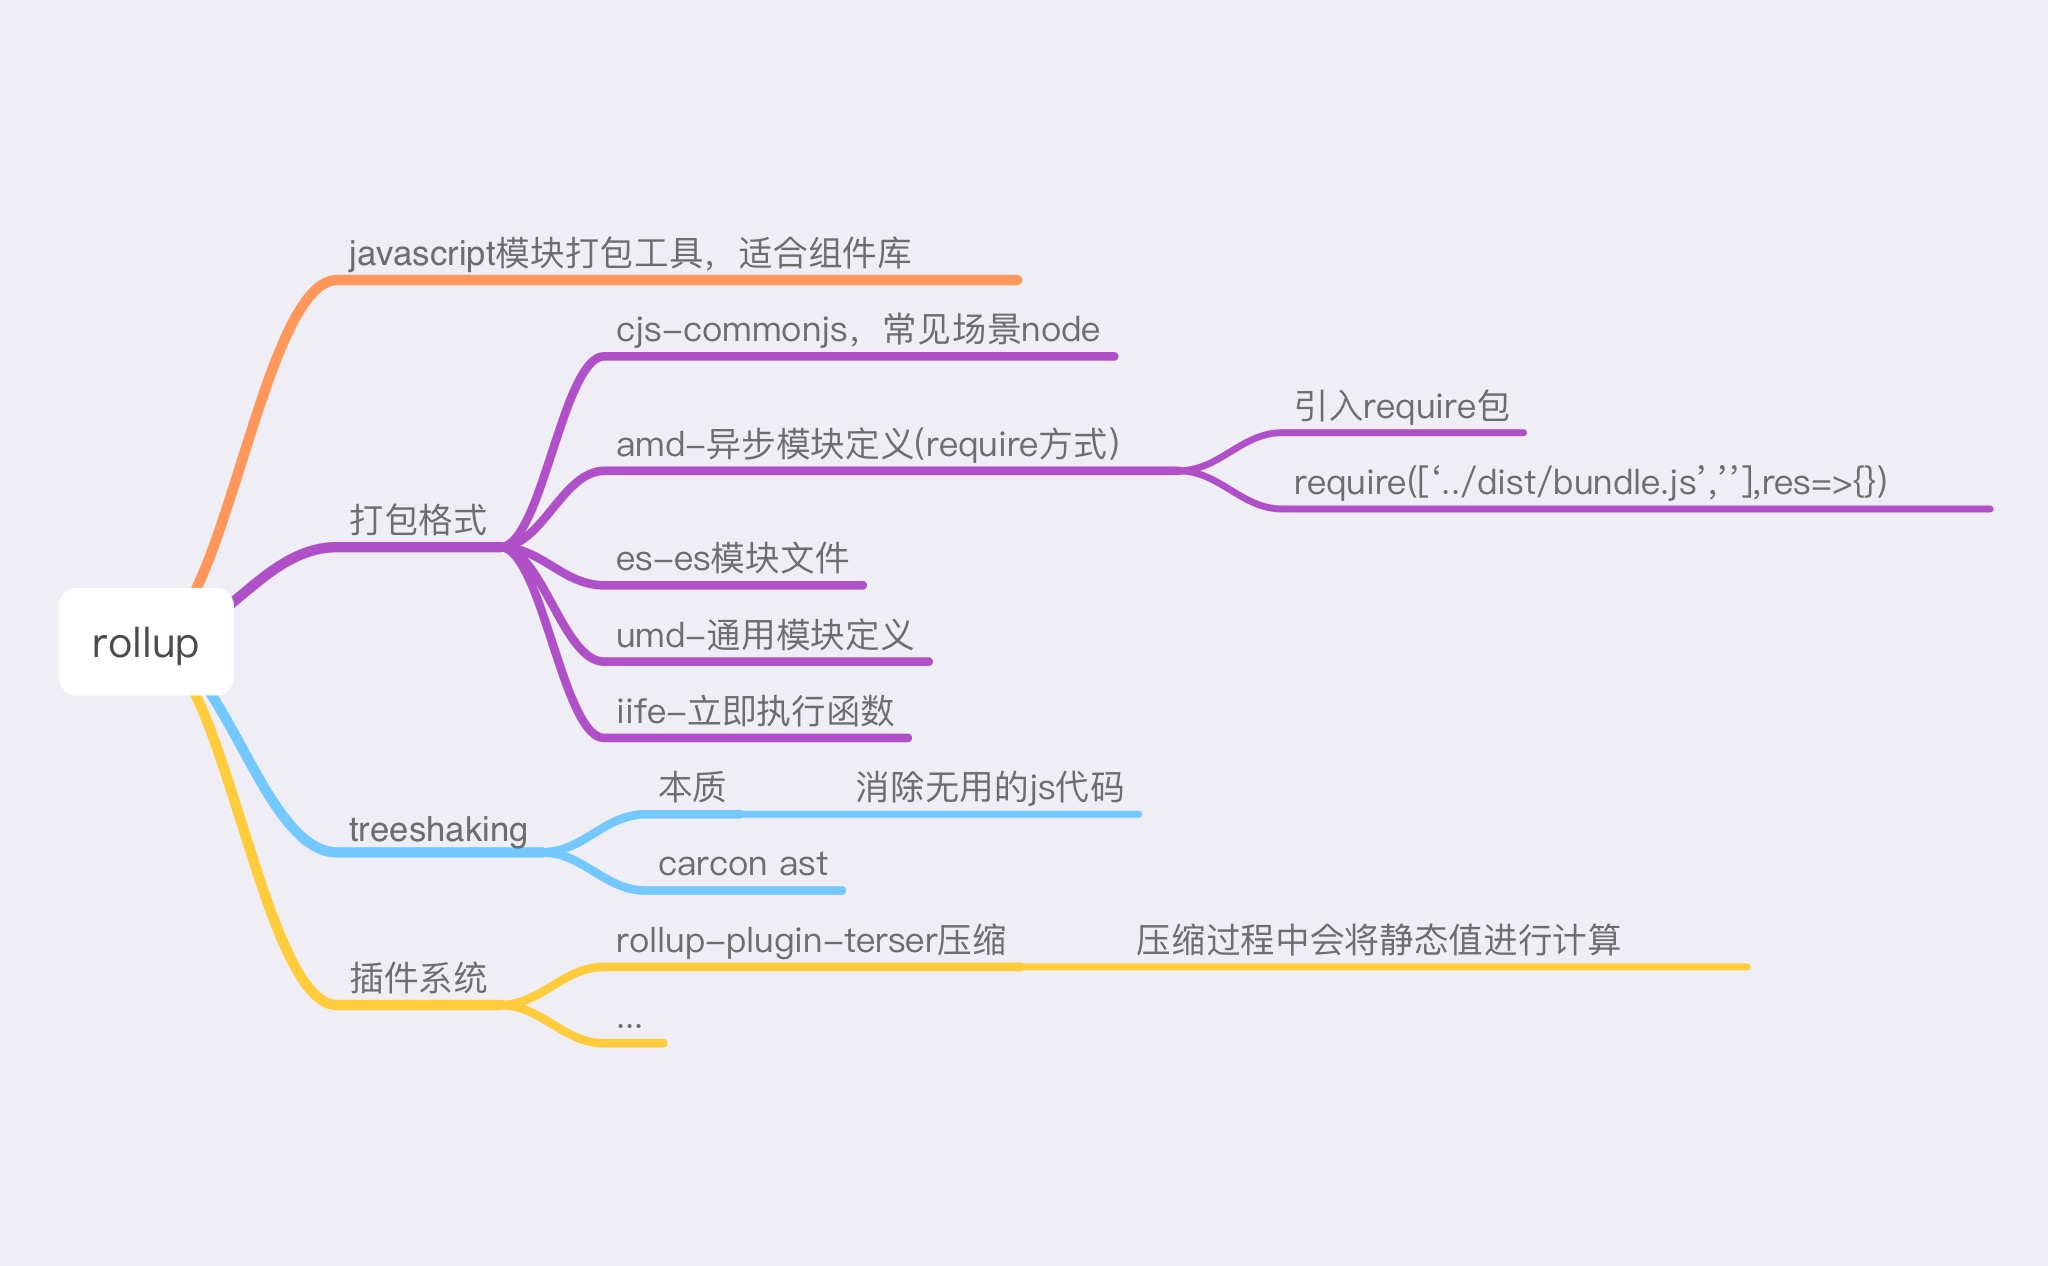 rollup
javascript模块打包工具，适合组件库
打包格式
cjs-commonjs，常见场景node
amd-异步模块定义(require方式)
引入require包
require([‘../dist/bundle.js’,’’],res=>{})
es-es模块文件
umd-通用模块定义
iife-立即执行函数
treeshaking
本质
消除无用的js代码
carcon ast
插件系统
rollup-plugin-terser压缩
压缩过程中会将静态值进行计算
...